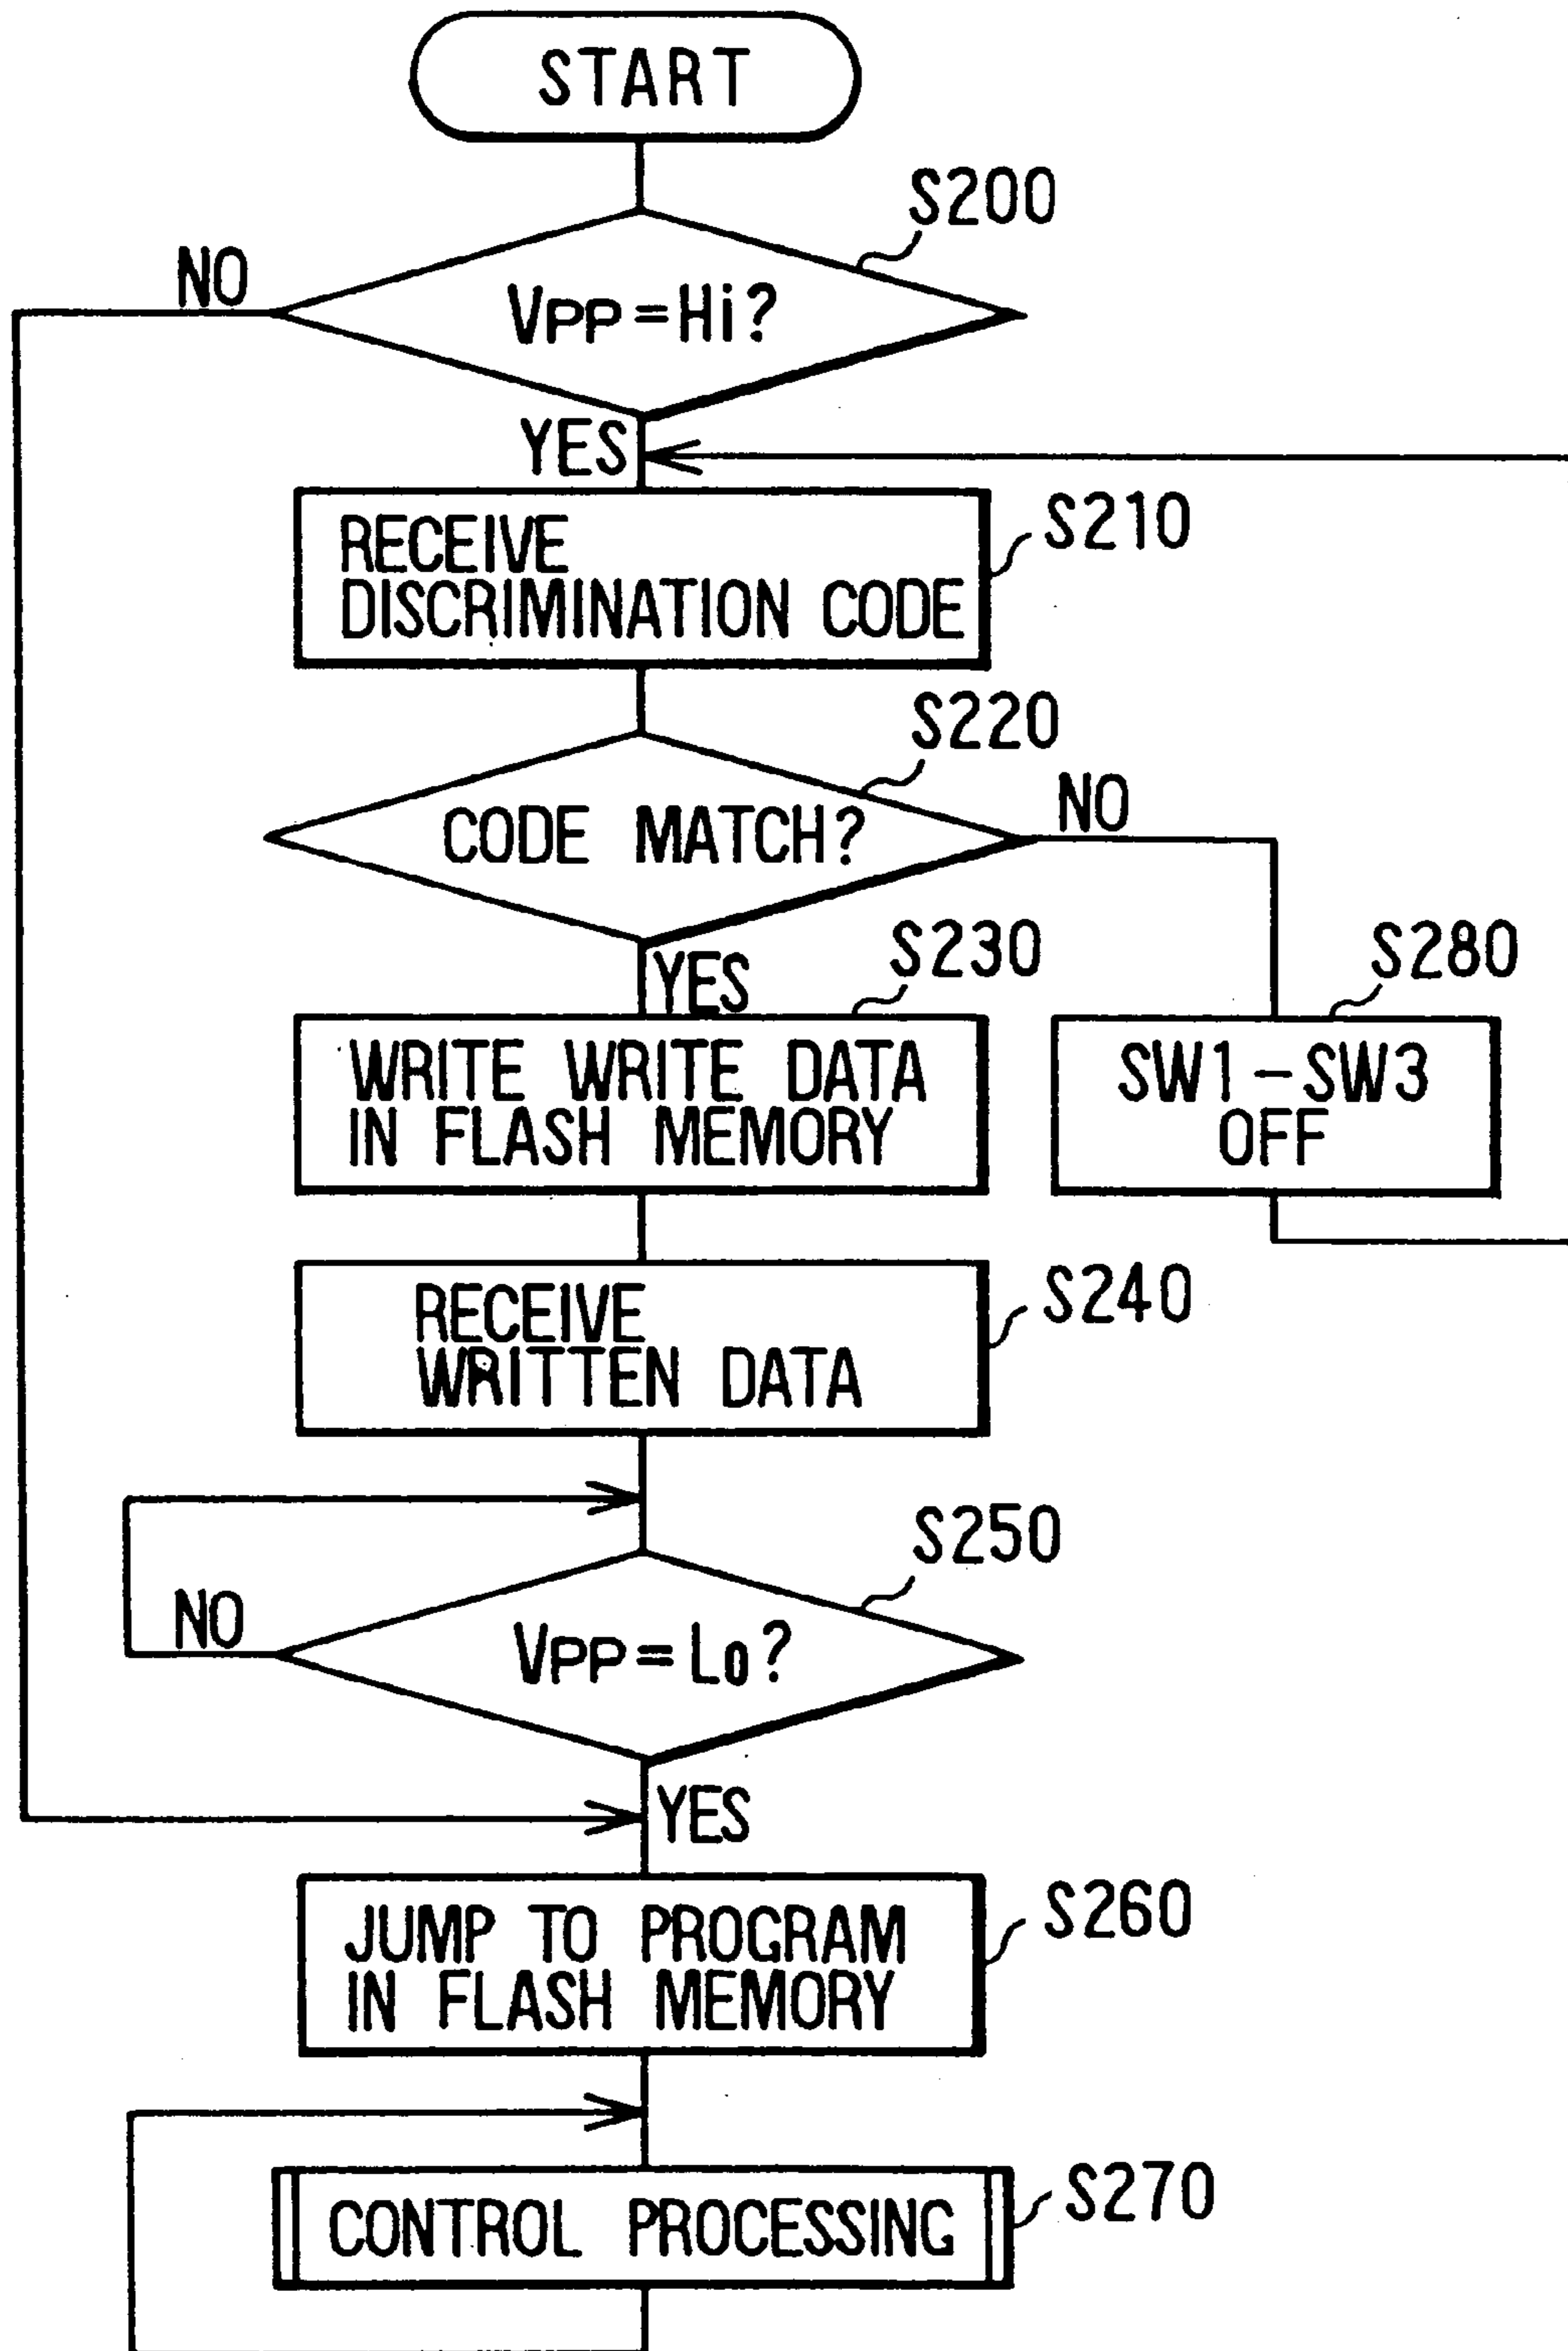 START
S200
NO
VPP=Hi?
YES
S210
RECEIVE
DISCRIMINATION CODE
S220
CODE MATCH?
NO
YES
S230
S280
WRITE WRITE DATA
IN FLASH MEMORY
SW1-SW3
OFF
S240
RECEIVE
WRITTEN DATA
S250
NO
VPP=Lo?
YES
S260
JUMP TO PROGRAM
IN FLASH MEMORY
S270
CONTROL PROCESSING